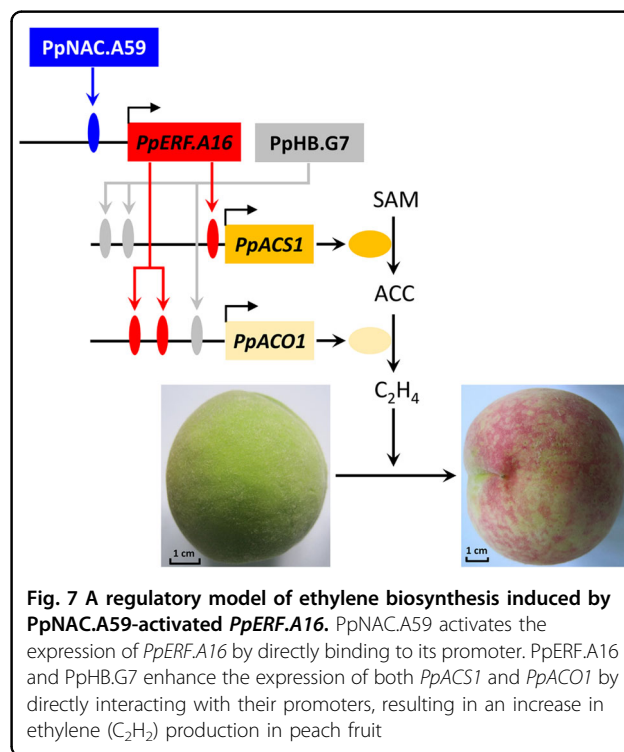 PpNAC.A59
PpERF.A16
PpHB.G7
SAM
PpACS1
ACC
PpACO1
C₂H₄
1 cm
1 cm
Fig. 7 A regulatory model of ethylene biosynthesis induced by
PpNAC.A59-activated PpERF.A16. PpNAC.A59 activates the
expression of PpERF.A16 by directly binding to its promoter. PpERF.A16
and PpHB.G7 enhance the expression of both PpACS1 and PpACO1 by
directly interacting with their promoters, resulting in an increase in
ethylene (C₂H₂) production in peach fruit